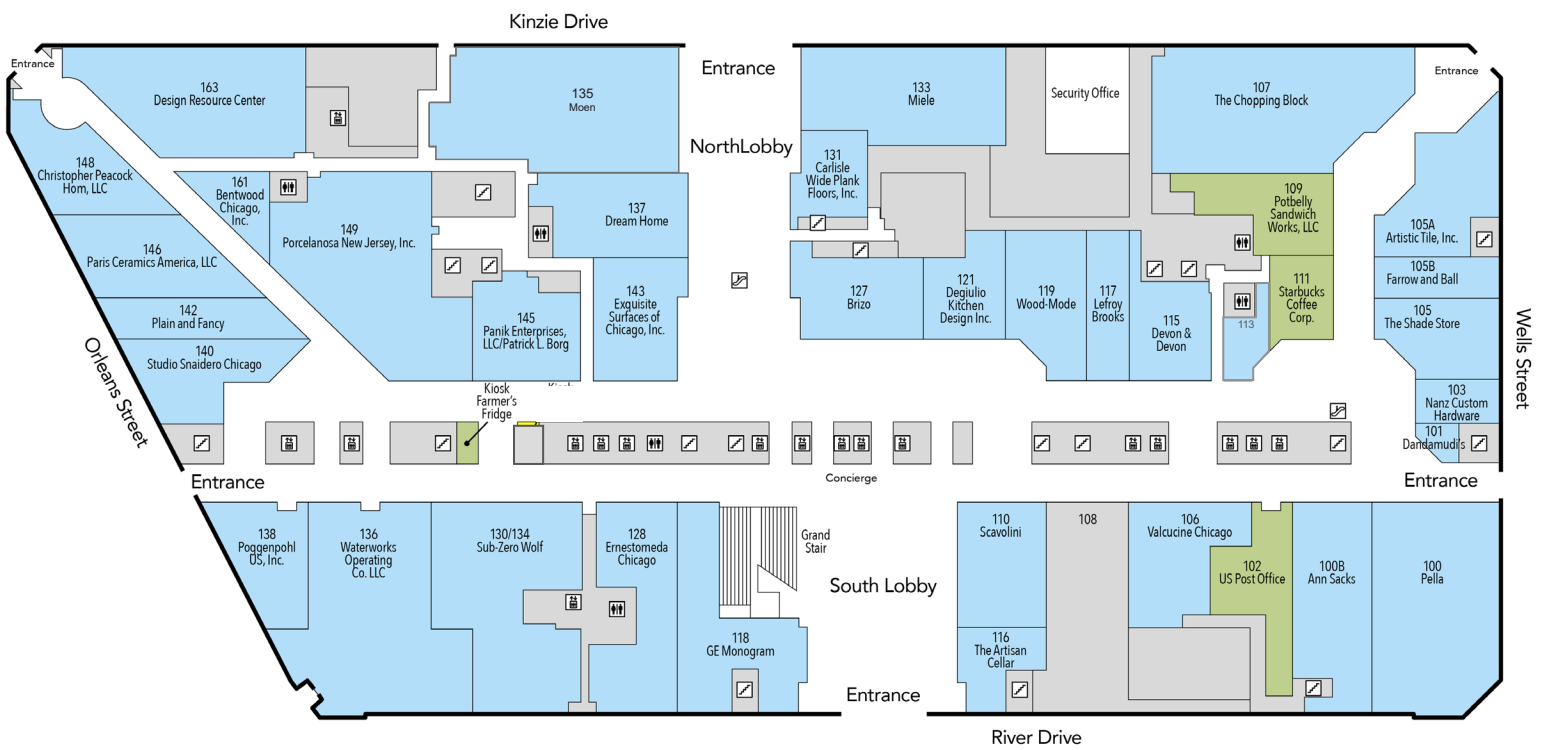 Kinzie Drive
Entrance
163
Design Resource Center
135
Moen
Entrance
133
Miele
Security Office
107
The Chopping Block
Entrance
NorthLobby
148
Christopher Peacock
Hom, LLC
161
Bentwood
Chicago,
Inc.
149
Porcelanosa New Jersey, Inc.
137
Dream Home
131
Carlisle
Wide Plank
Floors, Inc.
109
Potbelly
Sandwich
Works, LLC
105A
Artistic Tile, Inc.
146
Paris Ceramics America, LLC
105B
Farrow and Ball
142
Plain and Fancy
145
Panik Enterprises,
LLC/Patrick L. Borg
143
Exquisite
Surfaces of
Chicago, Inc.
127
Brizo
121
Degiulio
Kitchen
Design Inc.
119
Wood-Mode
117
Lefroy
Brooks
115
Devon &
Devon
113
111
Starbucks
Coffee
Corp.
105
The Shade Store
140
Studio Snaidero Chicago
Orleans Street
Wells Street
Kiosk
Farmer's
Fridge
103
Nanz Custom
Hardware
101
Dandamudi's
Entrance
Concierge
Entrance
138
Poggenpohl
US, Inc.
136
Waterworks
Operating
Co. LLC
130/134
Sub-Zero Wolf
128
Ernestomeda
Chicago
Grand
Stair
South Lobby
110
Scavolini
108
106
Valcucine Chicago
102
US Post Office
100B
Ann Sacks
100
Pella
118
GE Monogram
116
The Artisan
Cellar
Entrance
River Drive